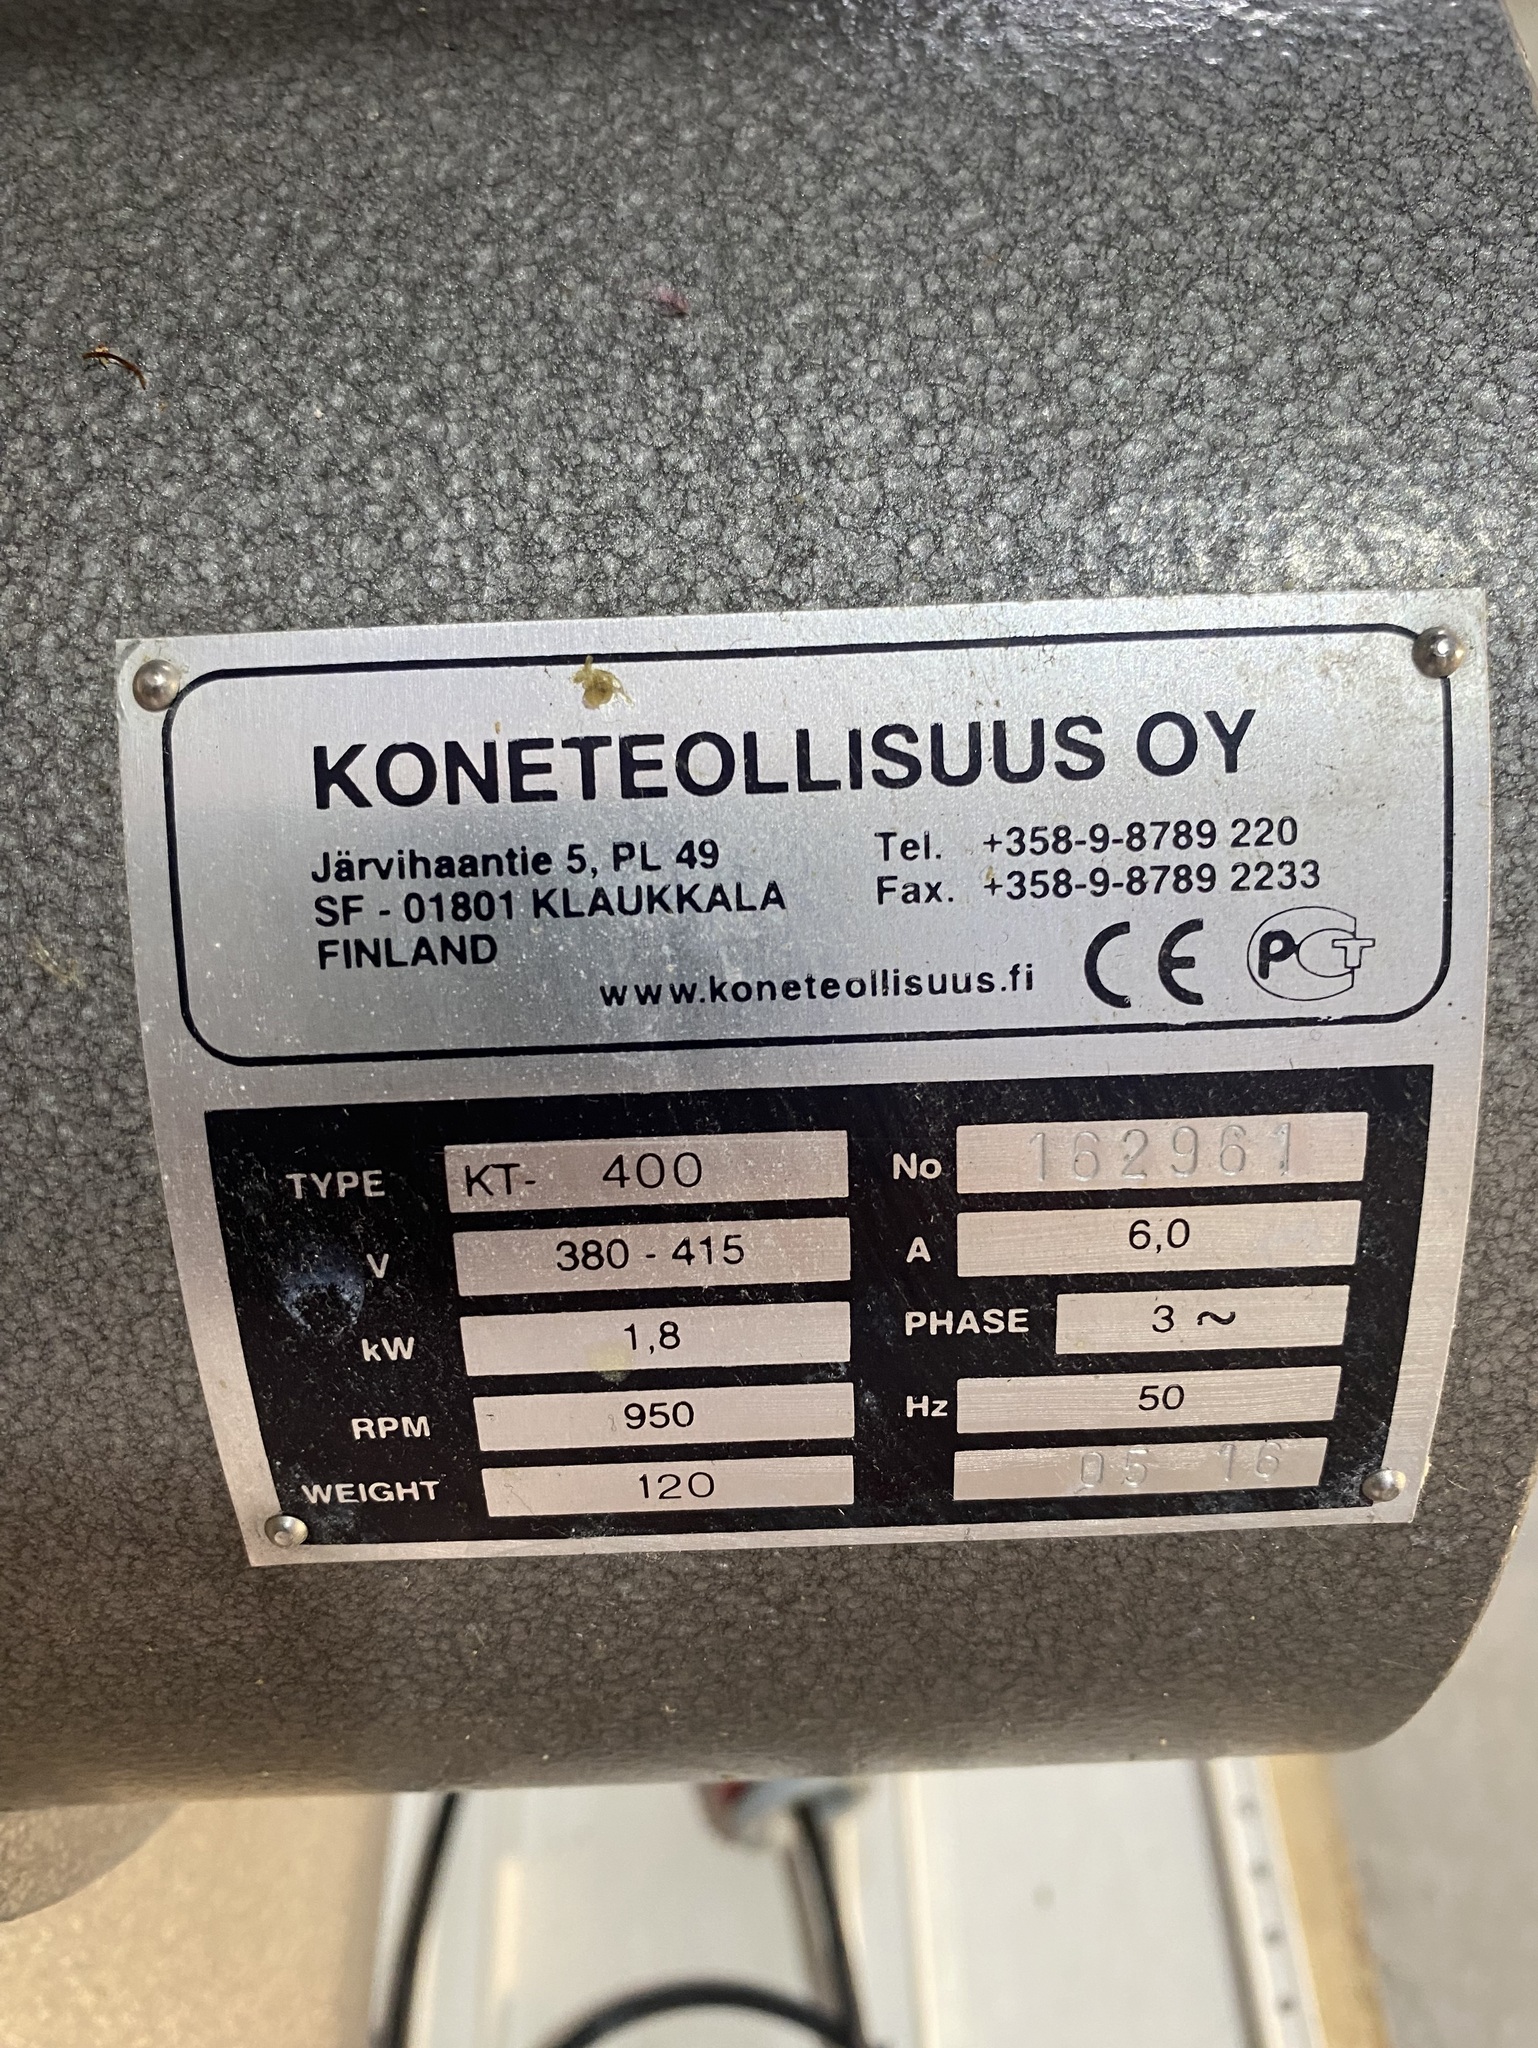 KONETEOLLISUUS OY
Järvihaantie 5, PL 49
SF - 01801 KLAUKKALA
FINLAND
Tel. +358-9-8789 220
Fax. +358-9-8789 2233
www.koneteollisuus.fi
CE PCT
TYPE KT- 400
No 162961
V 380 - 415
A 6,0
kW 1,8
PHASE 3 ~
RPM 950
Hz 50
WEIGHT 120
05 16